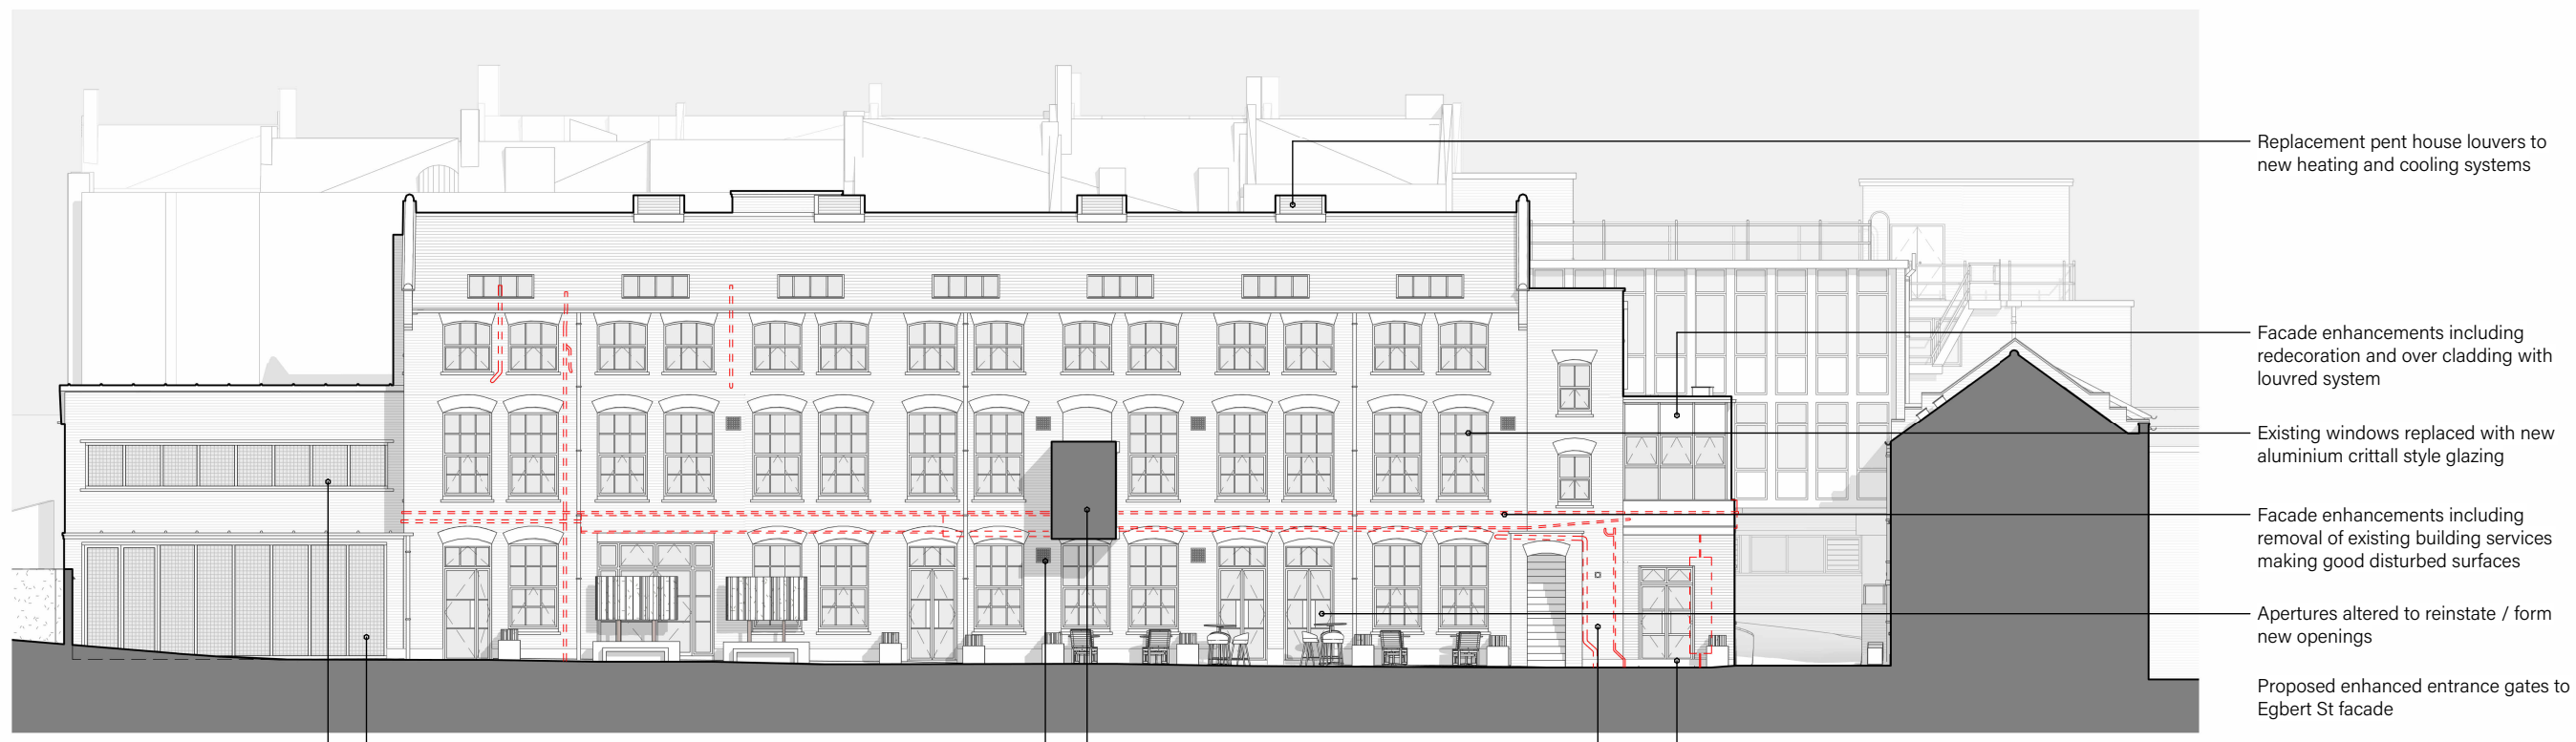 Replacement pent house louvers to
new heating and cooling systems
Facade enhancements including
redecoration and over cladding with
louvred system
Existing windows replaced with new
aluminium crittall style glazing
Facade enhancements including
removal of existing building services
making good disturbed surfaces
Apertures altered to reinstate / form
new openings
Proposed enhanced entrance gates to
Egbert St facade